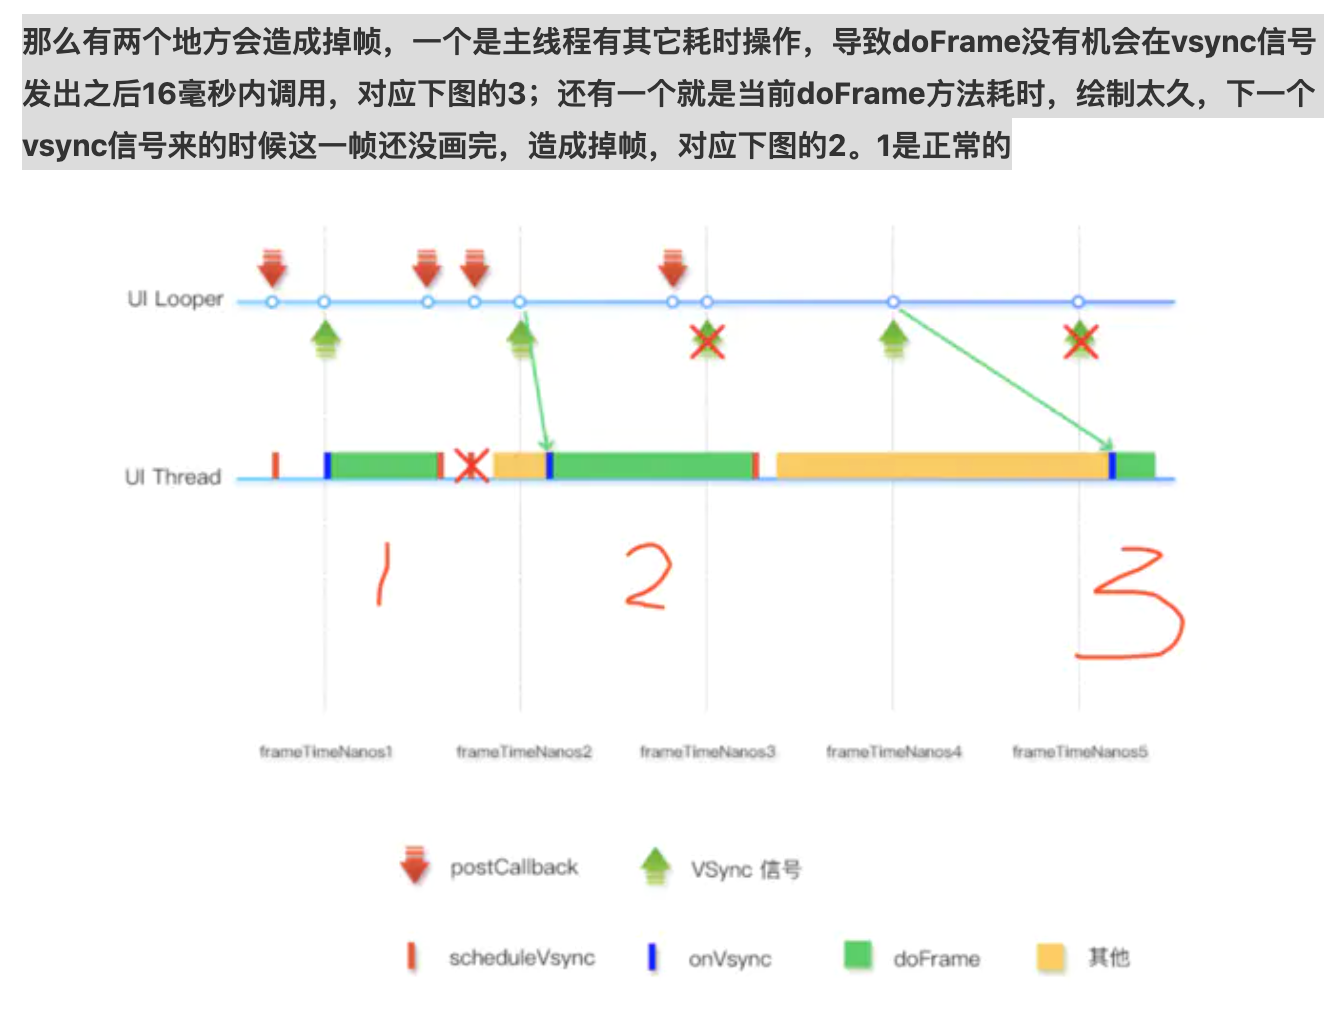 那么有两个地方会造成掉帧，一个是主线程有其它耗时操作，导致doFrame没有机会在vsync信号
发出之后16毫秒内调用，对应下图的3；还有一个就是当前doFrame方法耗时，绘制太久，下一个
vsync信号来的时候这一帧还没画完，造成掉帧，对应下图的2。1是正常的
UI Looper
UI Thread
1 2 3
frameTimeNanos1 frameTimeNanos2 frameTimeNanos3 frameTimeNanos4 frameTimeNanos5
postCallback VSync 信号
scheduleVsync onVsync doFrame 其他